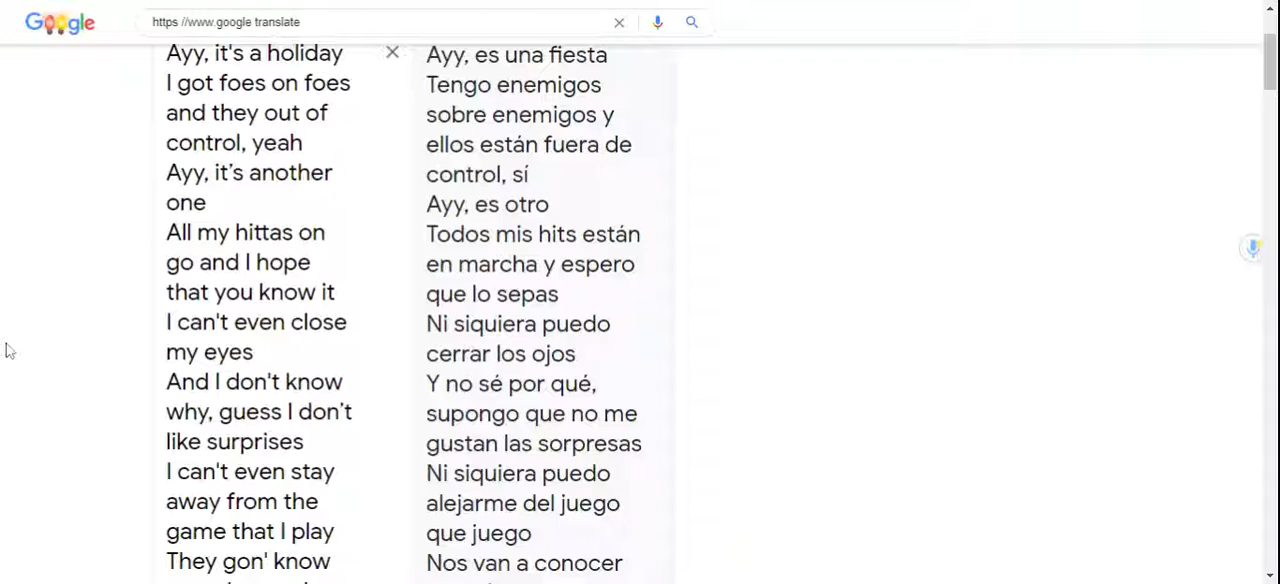 Google
https //www.google translate
Ayy, it's a holiday
I got foes on foes
and they out of
control, yeah
Ayy, it's another
one
All my hittas on
go and I hope
that you know it
I can't even close
my eyes
And I don't know
why, guess I don't
like surprises
I can't even stay
away from the
game that I play
They gon' know
Ayy, es una fiesta
Tengo enemigos
sobre enemigos y
ellos están fuera de
control, sí
Ayy, es otro
Todos mis hits están
en marcha y espero
que lo sepas
Ni siquiera puedo
cerrar los ojos
Y no sé por qué,
supongo que no me
gustan las sorpresas
Ni siquiera puedo
alejarme del juego
que juego
Nos van a conocer